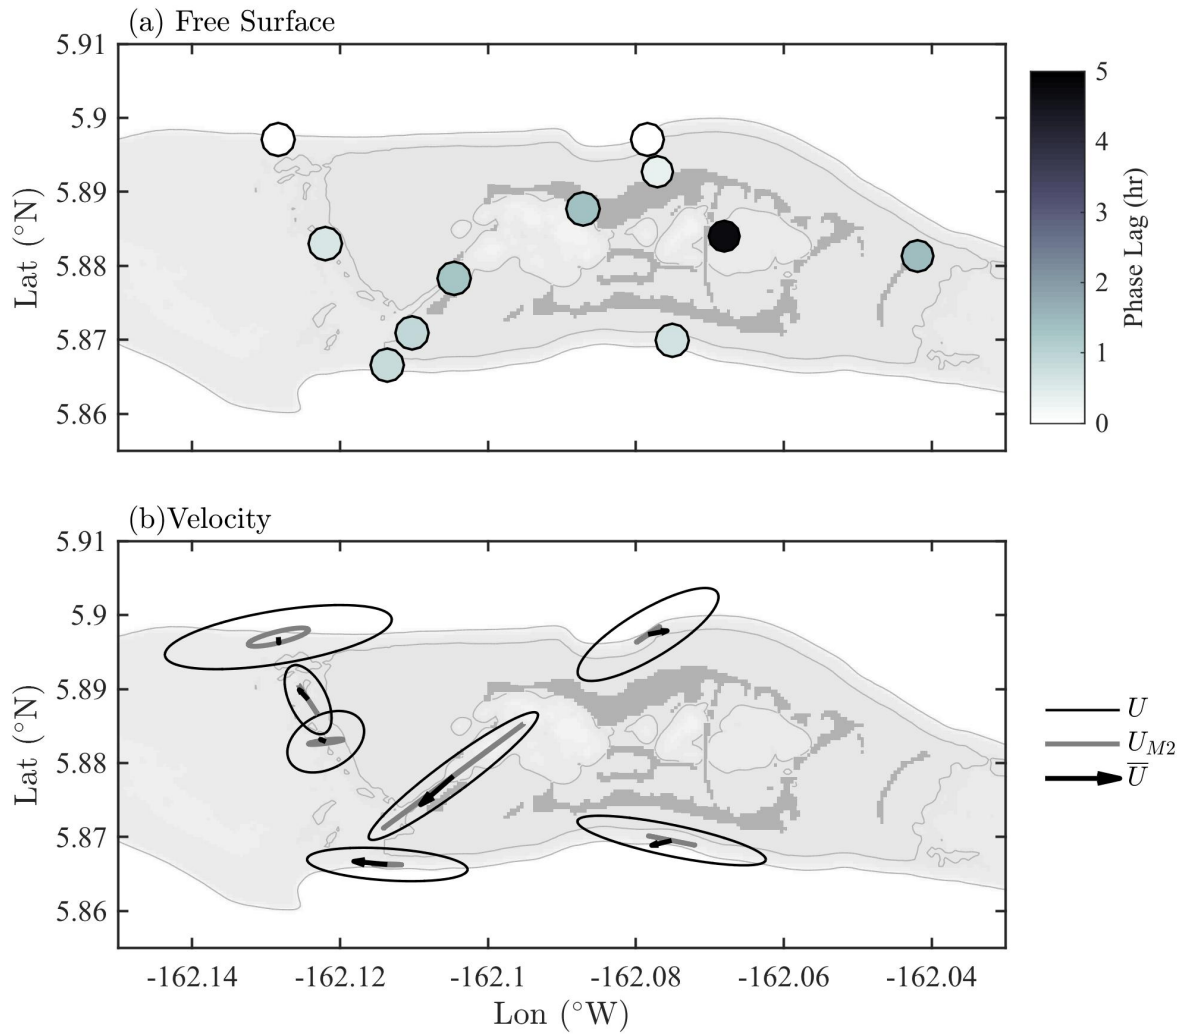 (a) Free Surface
5.91
5.9
5.89
5.88
5.87
5.86
Lat (°N)
5
4
3
2
1
0
Phase Lag (hr)
(b)Velocity
5.91
5.9
5.89
5.88
5.87
5.86
Lat (°N)
-162.14
-162.12
-162.1
-162.08
-162.06
-162.04
Lon (°W)
U
U_{M2}
U̅